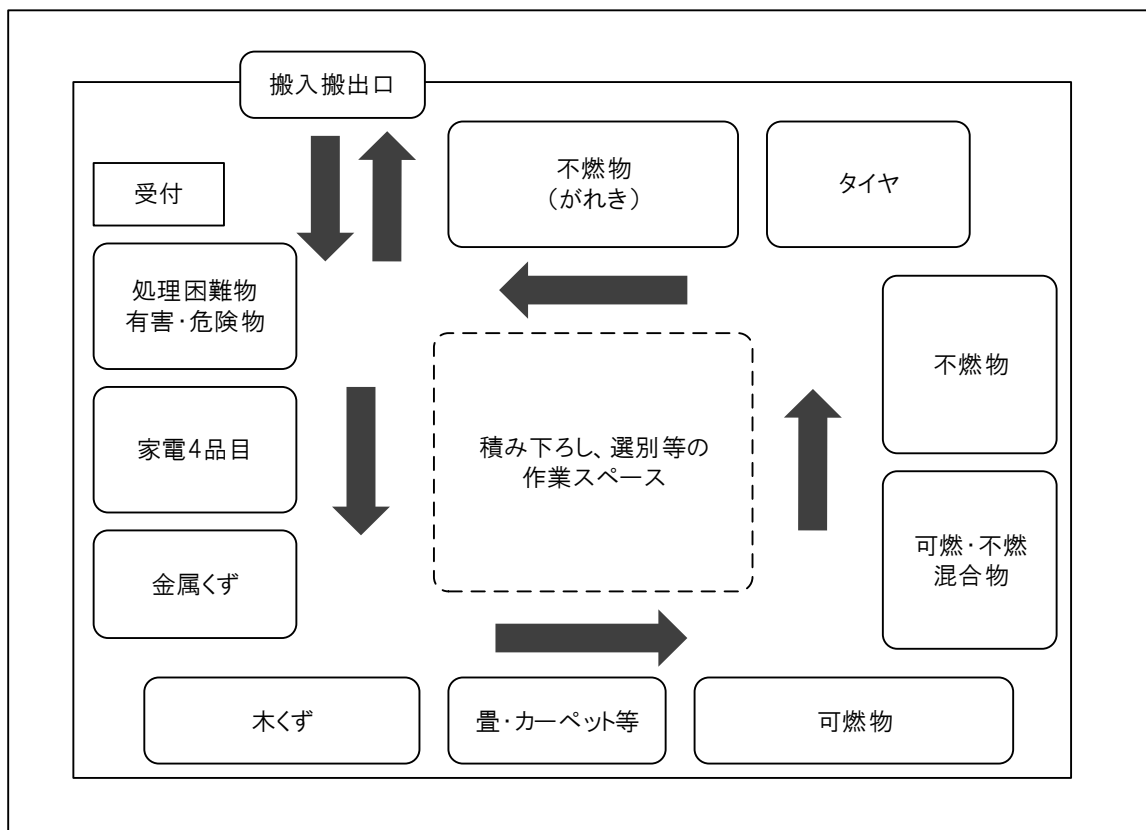 搬入搬出口
受付
不燃物
（がれき）
タイヤ
処理困難物
有害・危険物
不燃物
家電4品目
積み下ろし、選別等の
作業スペース
金属くず
可燃・不燃
混合物
木くず
畳・カーペット等
可燃物